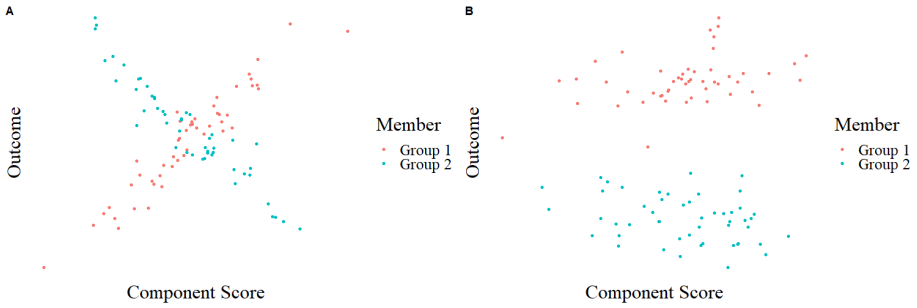 A
Outcome
Component Score
Member
Group 1
Group 2
B
Outcome
Component Score
Member
Group 1
Group 2